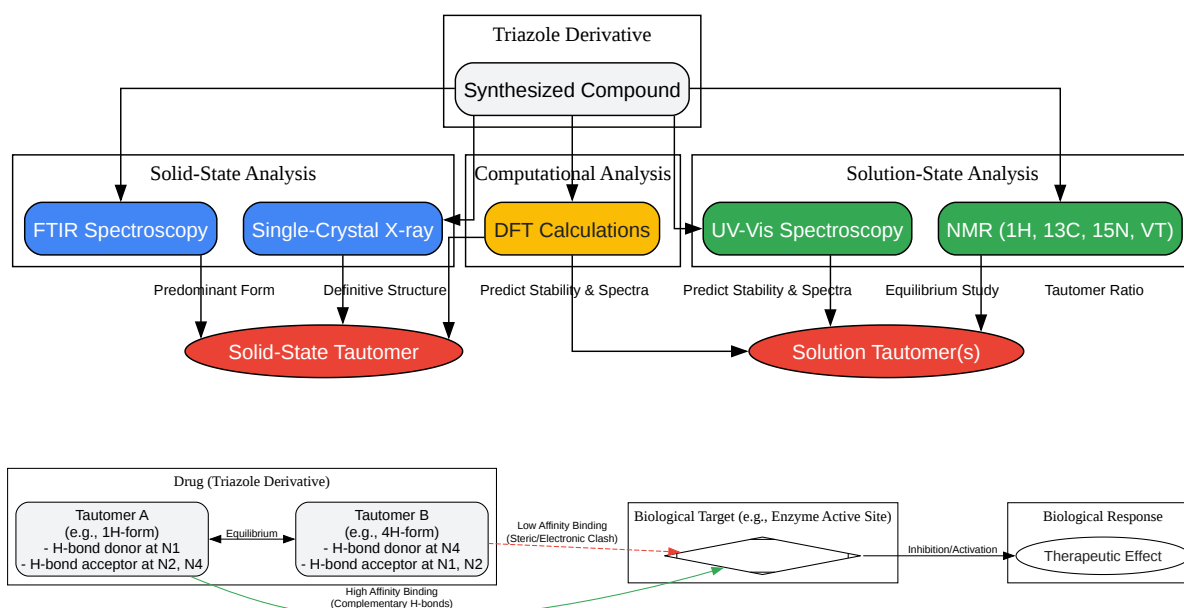 Triazole Derivative
Synthesized Compound
Solid-State Analysis
Computational Analysis
Solution-State Analysis
FTIR Spectroscopy
Single-Crystal X-ray
DFT Calculations
UV-Vis Spectroscopy
NMR (1H, 13C, 15N, VT)
Predominant Form
Definitive Structure
Predict Stability & Spectra
Predict Stability & Spectra
Equilibrium Study
Tautomer Ratio
Solid-State Tautomer
Solution Tautomer(s)
Drug (Triazole Derivative)
Tautomer A
(e.g., 1H-form)
- H-bond donor at N1
- H-bond acceptor at N2, N4
Equilibrium
Tautomer B
(e.g., 4H-form)
- H-bond donor at N4
- H-bond acceptor at N1, N2
Low Affinity Binding
(Steric/Electronic Clash)
Biological Target (e.g., Enzyme Active Site)
Inhibition/Activation
Biological Response
Therapeutic Effect
High Affinity Binding
(Complementary H-bonds)